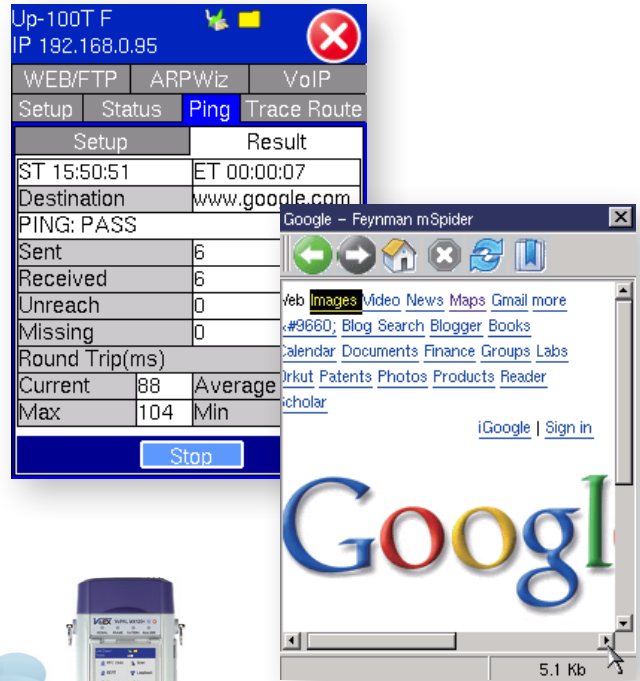 Up-100T F
IP 192.168.0.95
WEB/FTP ARPWiz VoIP
Setup Status Ping Trace Route
Setup Result
ST 15:50:51 ET 00:00:07
Destination www.google.com
PING: PASS
Sent 6
Received 6
Unreach 0
Missing 0
Round Trip(ms)
Current 88 Average
Max 104 Min
Stop
Google – Feynman mSpider
Web Images Video News Maps Gmail more
&#9660; Blog Search Blogger Books
Calendar Documents Finance Groups Labs
Orkut Patents Photos Products Reader
Scholar
iGoogle | Sign in
Googl
5.1 Kb
VeEX